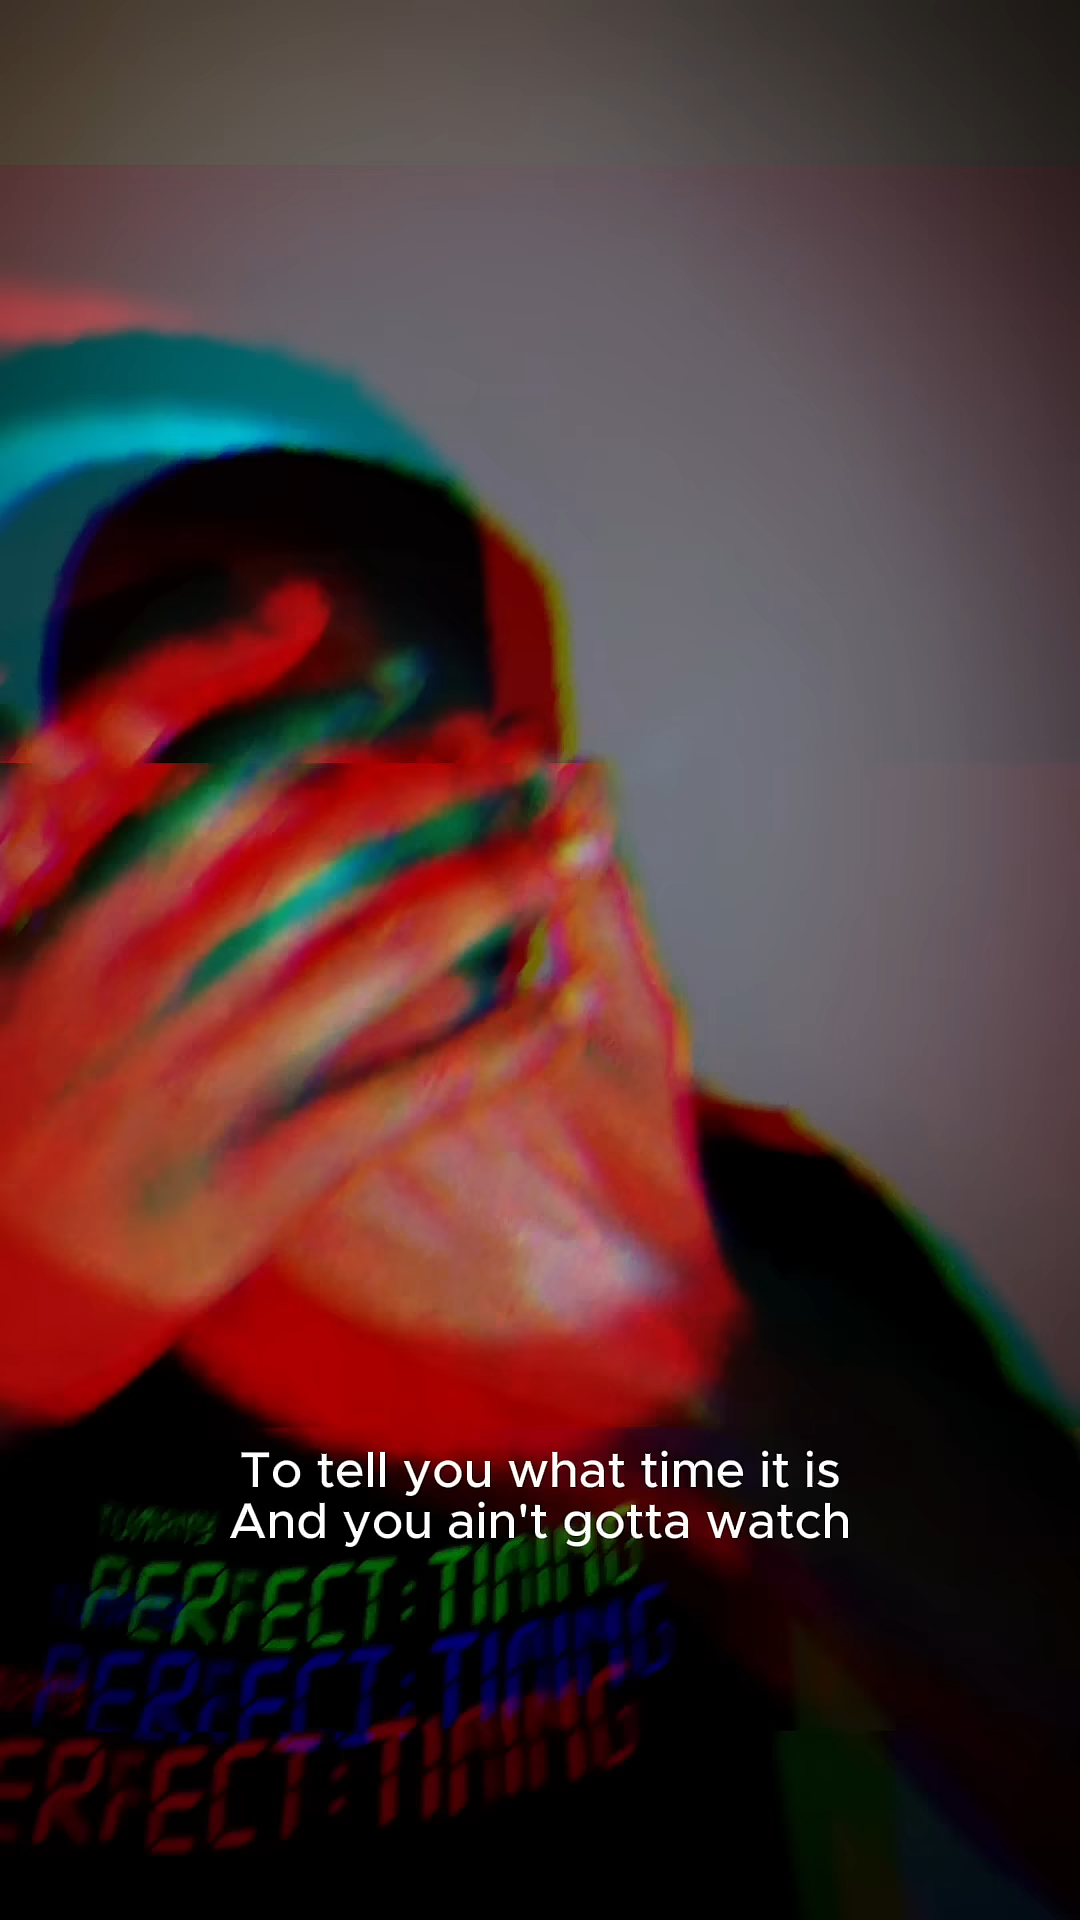 To tell you what time it is
And you ain't gotta watch
PERFECT:TIMING
PERFECT:TIMING
ERFECT:TIMING